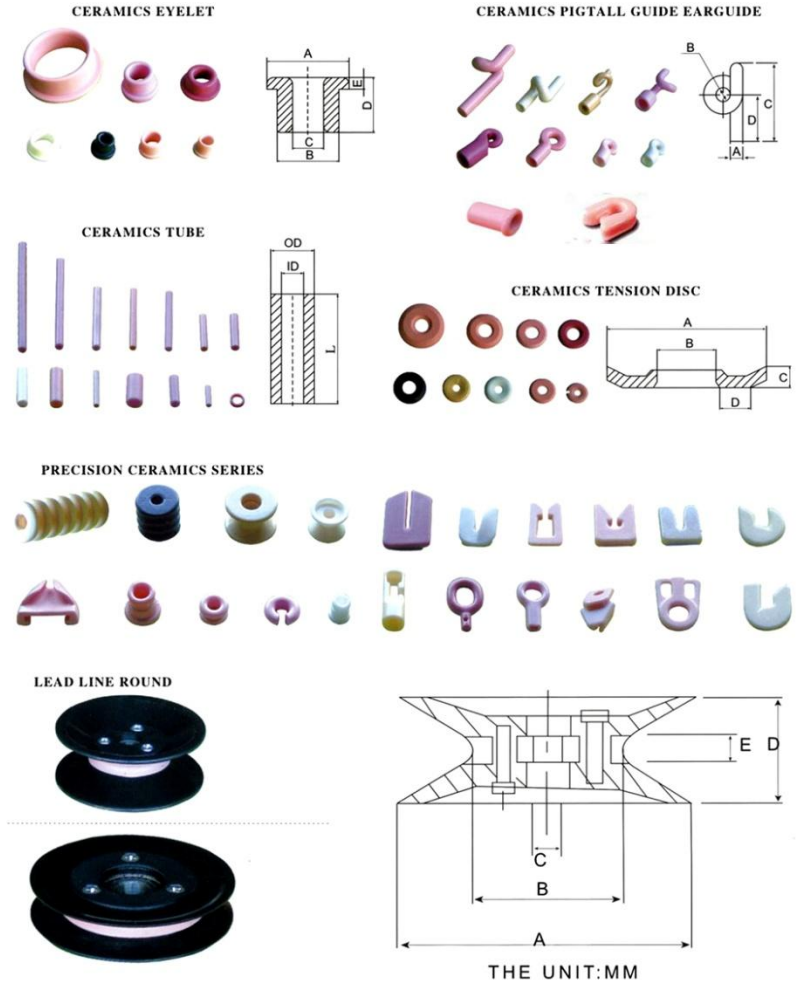 CERAMICS EYELET
A
E
D
C
B
CERAMICS PIGTALL GUIDE EARGUIDE
B
C
D
A
CERAMICS TUBE
OD
ID
L
CERAMICS TENSION DISC
A
B
C
D
PRECISION CERAMICS SERIES
LEAD LINE ROUND
E
D
C
B
A
THE UNIT:MM